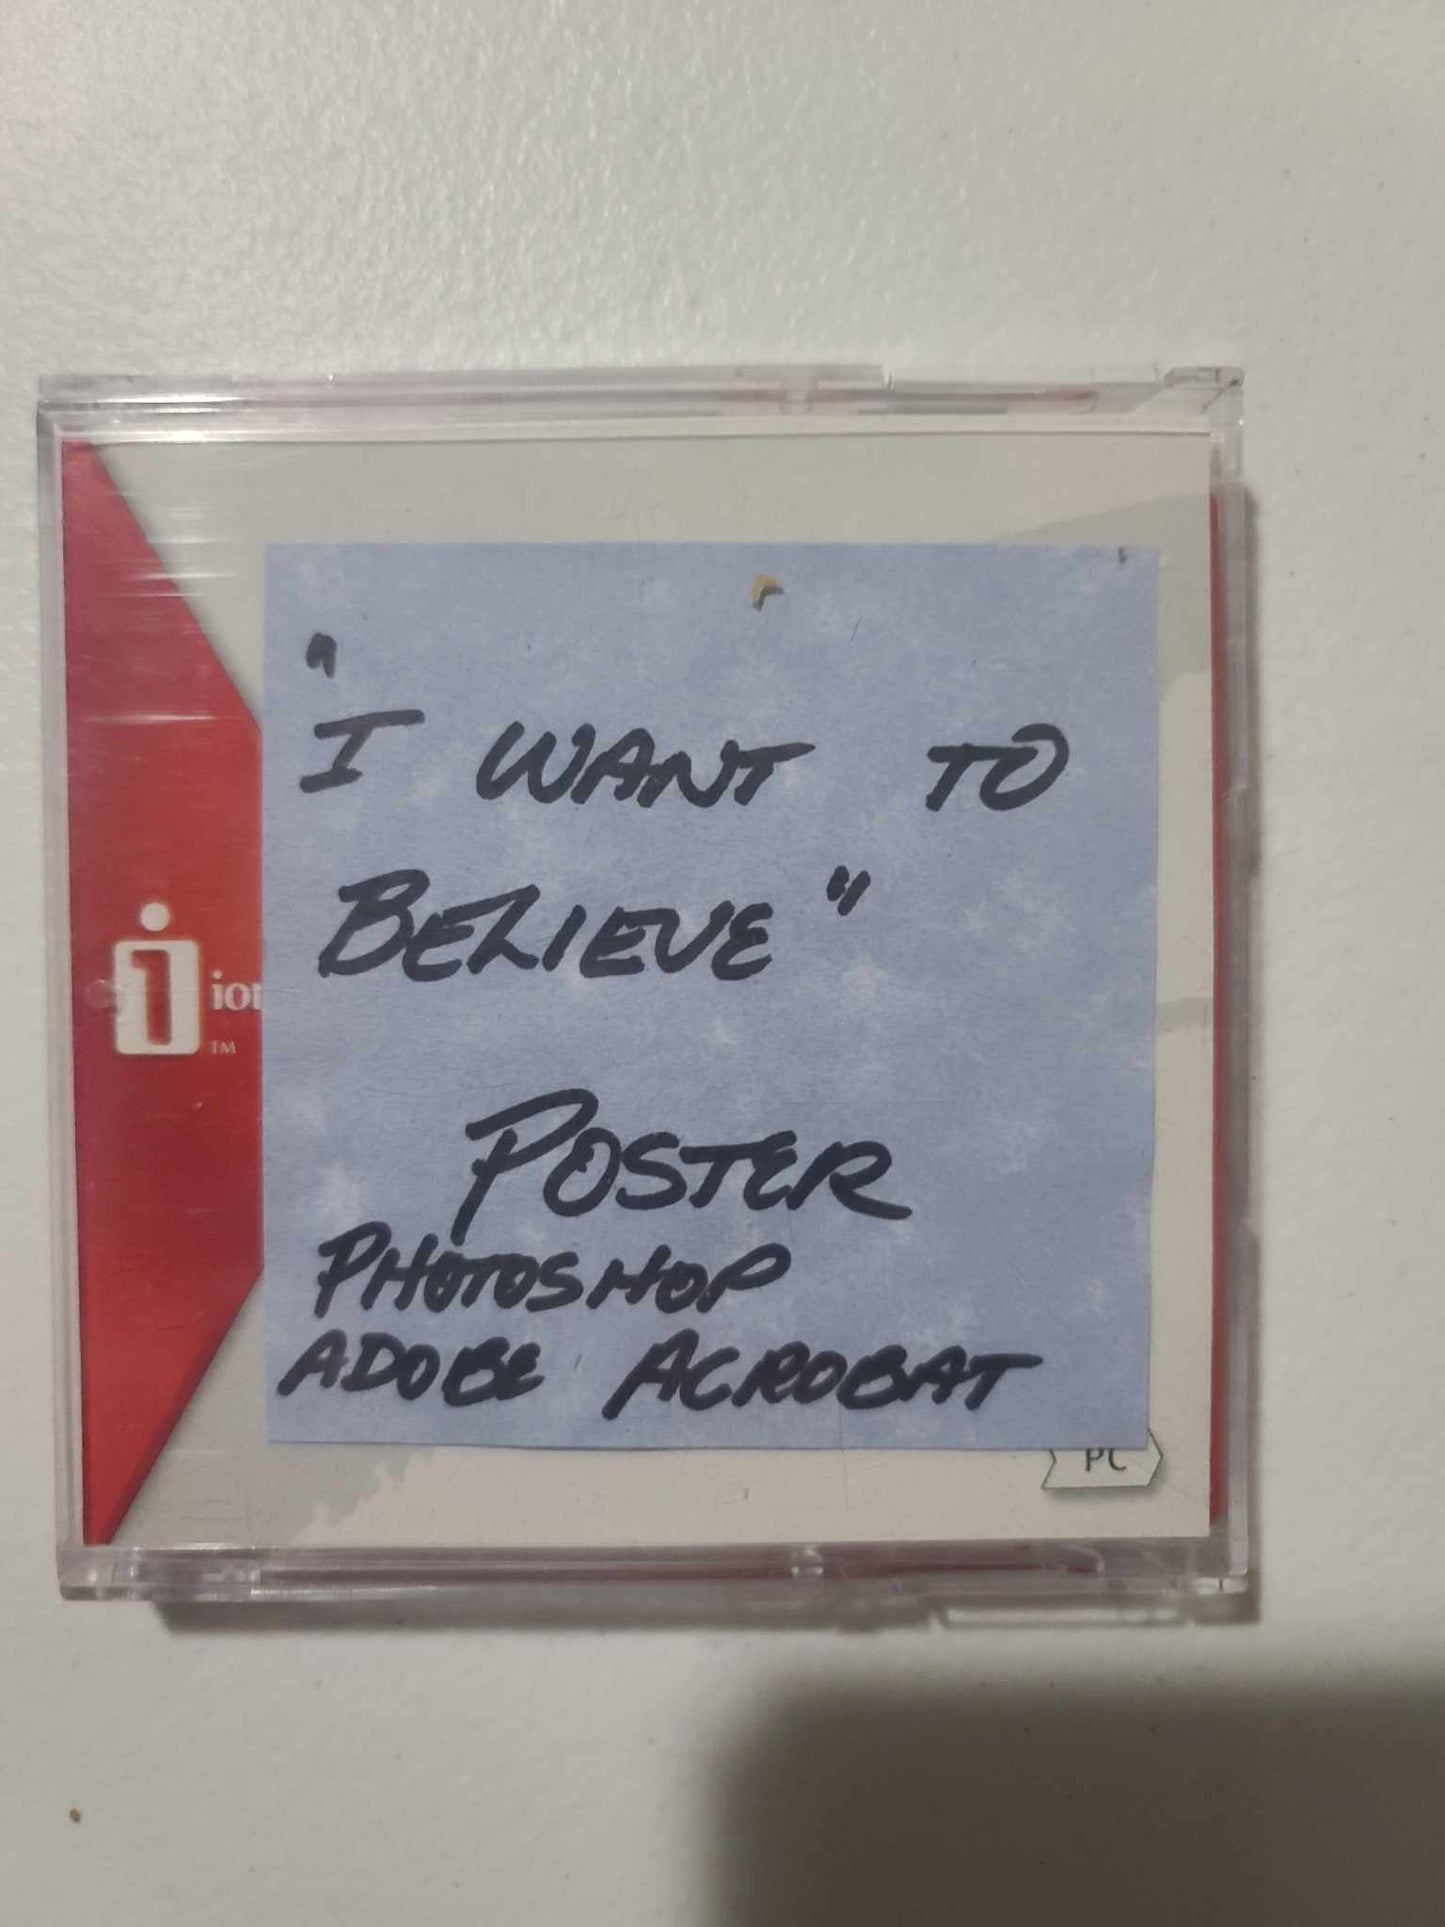 "
I WANT TO
BELIEVE"
POSTER
PHOTOSHOP
ADOBE ACROBAT
i
TM
PC